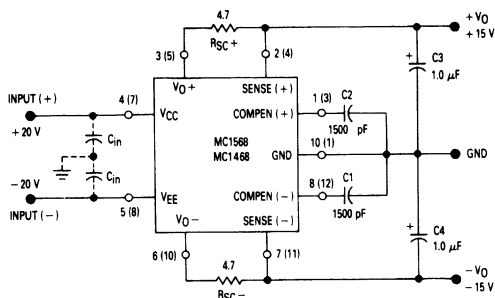 4.7
RSC+
+VO
+15 V
3 (5)
2 (4)
VO+
SENSE (+)
C3
1.0 µF
+
INPUT (+)
+20 V
4 (7)
VCC
COMPEN (+)
1 (3)
C2
1500 pF
Cin
MC1568
MC1468
GND
10 (1)
GND
Cin
8 (12)
C1
1500 pF
COMPEN (−)
−20 V
INPUT (−)
5 (8)
VEE
VO−
SENSE (−)
+
C4
1.0 µF
6 (10)
7 (11)
4.7
RSC−
−VO
−15 V